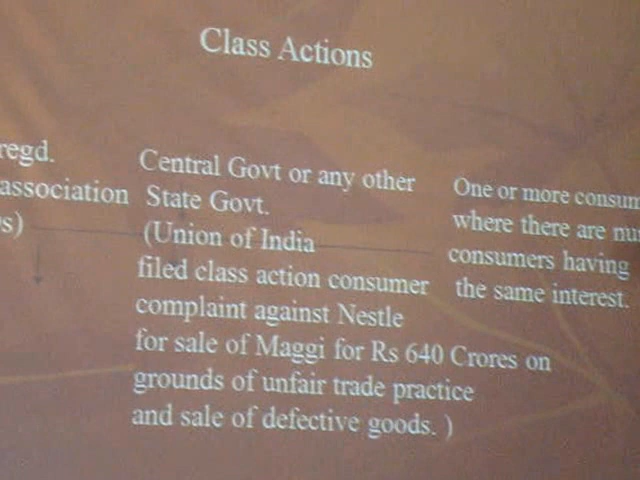 Class Actions
regd.
association
s)
Central Govt or any other
State Govt.
(Union of India
filed class action consumer
complaint against Nestle
for sale of Maggi for Rs 640 Crores on
grounds of unfair trade practice
and sale of defective goods. )
One or more consum
where there are nu
consumers having
the same interest.